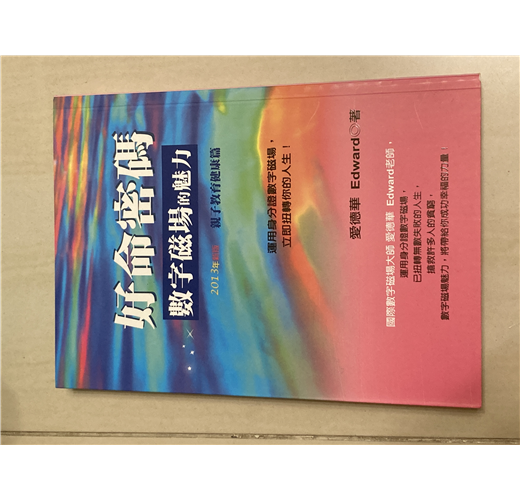 好命密碼
數字磁場的魅力
2013年
親子教育健康篇
運用身分證數字磁場，
立即扭轉你的人生！
愛德華 Edward◎著
國際數字磁場大師 愛德華 Edward老師，
運用身分證數字磁場，
已扭轉無數失敗的人生，
搶救許多人的貧窮，
數字磁場魅力，將帶給你成功幸福的力量！